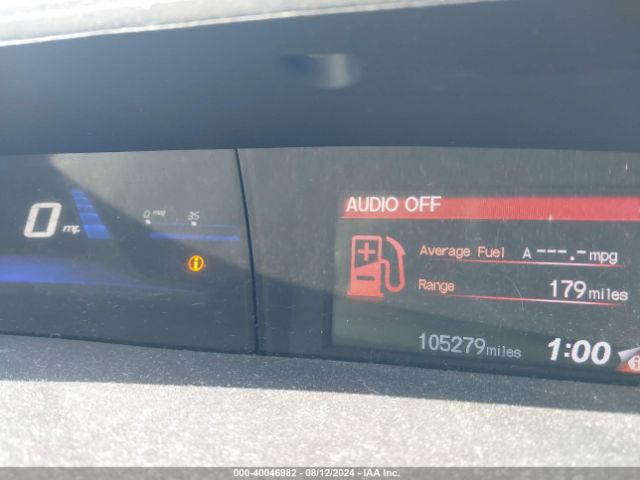 AUDIO OFF
Average Fuel A ---.- mpg
0 mpg 35
0
Range 179 miles
105279 miles 1:00
000-40046982 - 08/12/2024 - IAA Inc.